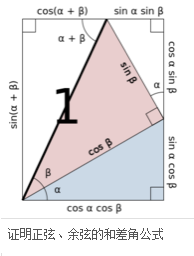 cos(α + β) sin α sin β
α + β
cos α sin β
sin β
α
sin(α + β)
1
cos β
sin α cos β
β
α
cos α cos β
证明正弦、余弦的和差角公式